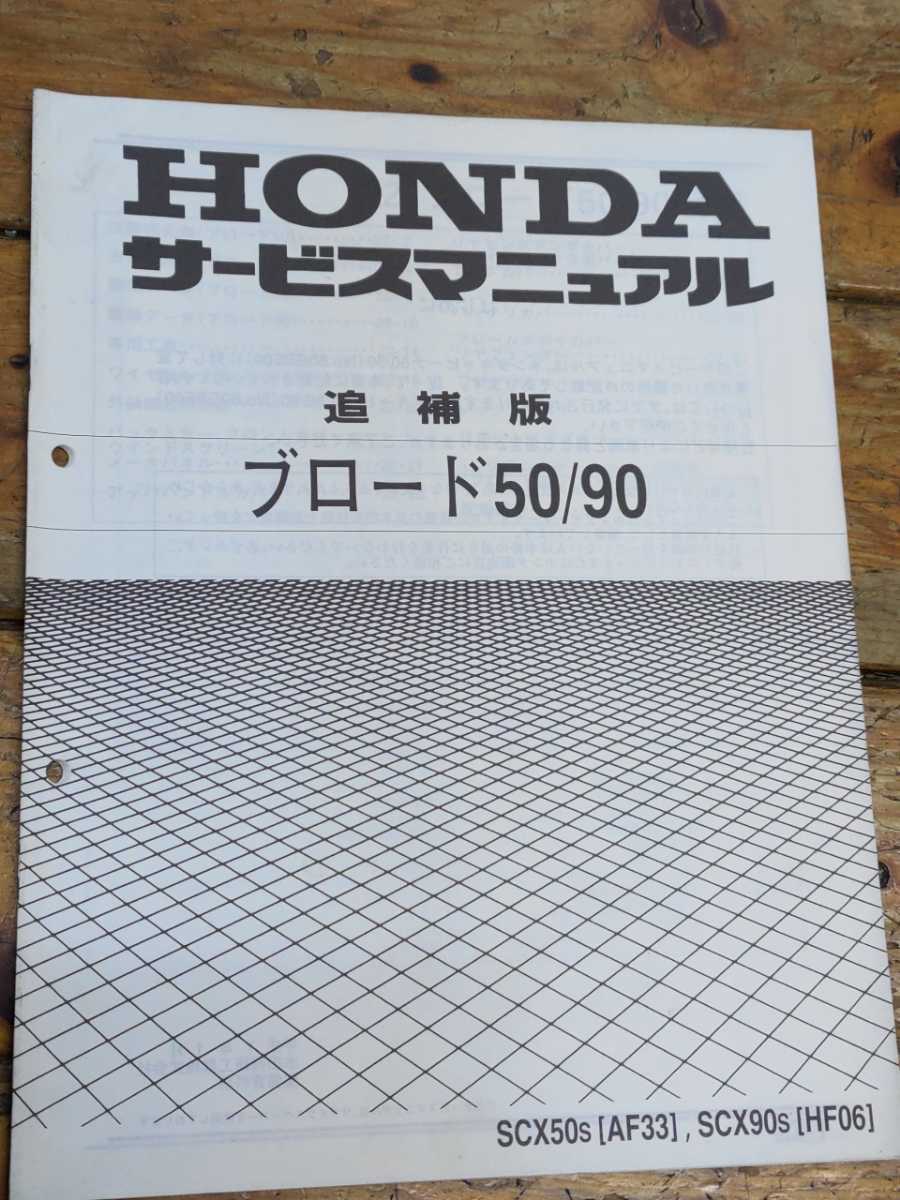 HONDA
サービスマニュアル
追補版
ブロード50/90
SCX50S [AF33] , SCX90S [HF06]